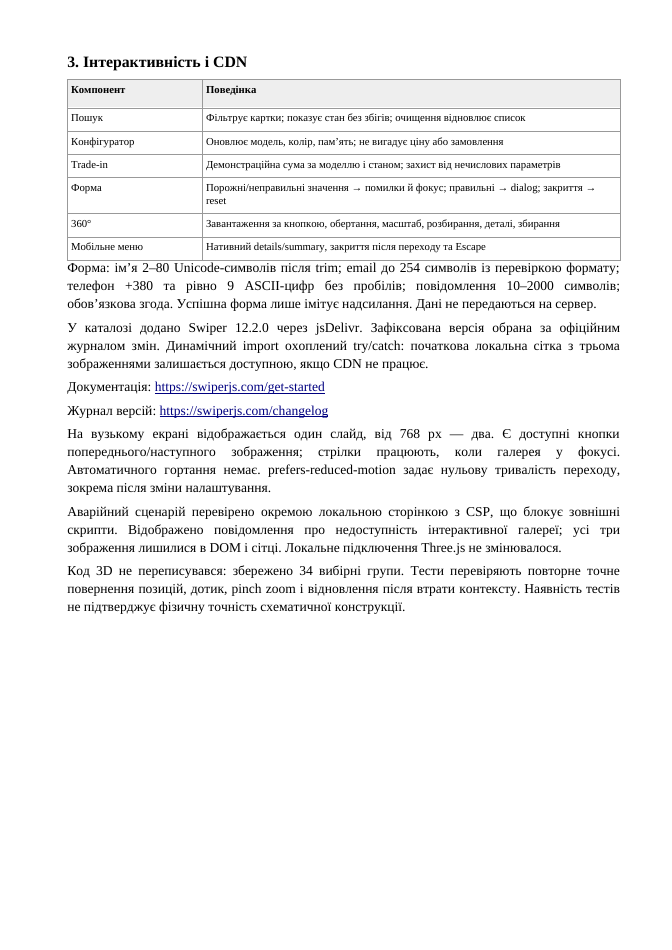 3. Інтерактивність і CDN
Компонент Поведінка
Пошук Фільтрує картки; показує стан без збігів; очищення відновлює список
Конфігуратор Оновлює модель, колір, пам’ять; не вигадує ціну або замовлення
Trade-in Демонстраційна сума за моделлю і станом; захист від нечислових параметрів
Форма Порожні/неправильні значення → помилки й фокус; правильні → dialog; закриття →
reset
360° Завантаження за кнопкою, обертання, масштаб, розбирання, деталі, збирання
Мобільне меню Нативний details/summary, закриття після переходу та Escape
Форма: ім’я 2–80 Unicode-символів після trim; email до 254 символів із перевіркою формату;
телефон +380 та рівно 9 ASCII-цифр без пробілів; повідомлення 10–2000 символів;
обов’язкова згода. Успішна форма лише імітує надсилання. Дані не передаються на сервер.
У каталозі додано Swiper 12.2.0 через jsDelivr. Зафіксована версія обрана за офіційним
журналом змін. Динамічний import охоплений try/catch: початкова локальна сітка з трьома
зображеннями залишається доступною, якщо CDN не працює.
Документація: https://swiperjs.com/get-started
Журнал версій: https://swiperjs.com/changelog
На вузькому екрані відображається один слайд, від 768 px — два. Є доступні кнопки
попереднього/наступного зображення; стрілки працюють, коли галерея у фокусі.
Автоматичного гортання немає. prefers-reduced-motion задає нульову тривалість переходу,
зокрема після зміни налаштування.
Аварійний сценарій перевірено окремою локальною сторінкою з CSP, що блокує зовнішні
скрипти. Відображено повідомлення про недоступність інтерактивної галереї; усі три
зображення лишилися в DOM і сітці. Локальне підключення Three.js не змінювалося.
Код 3D не переписувався: збережено 34 вибірні групи. Тести перевіряють повторне точне
повернення позицій, дотик, pinch zoom і відновлення після втрати контексту. Наявність тестів
не підтверджує фізичну точність схематичної конструкції.